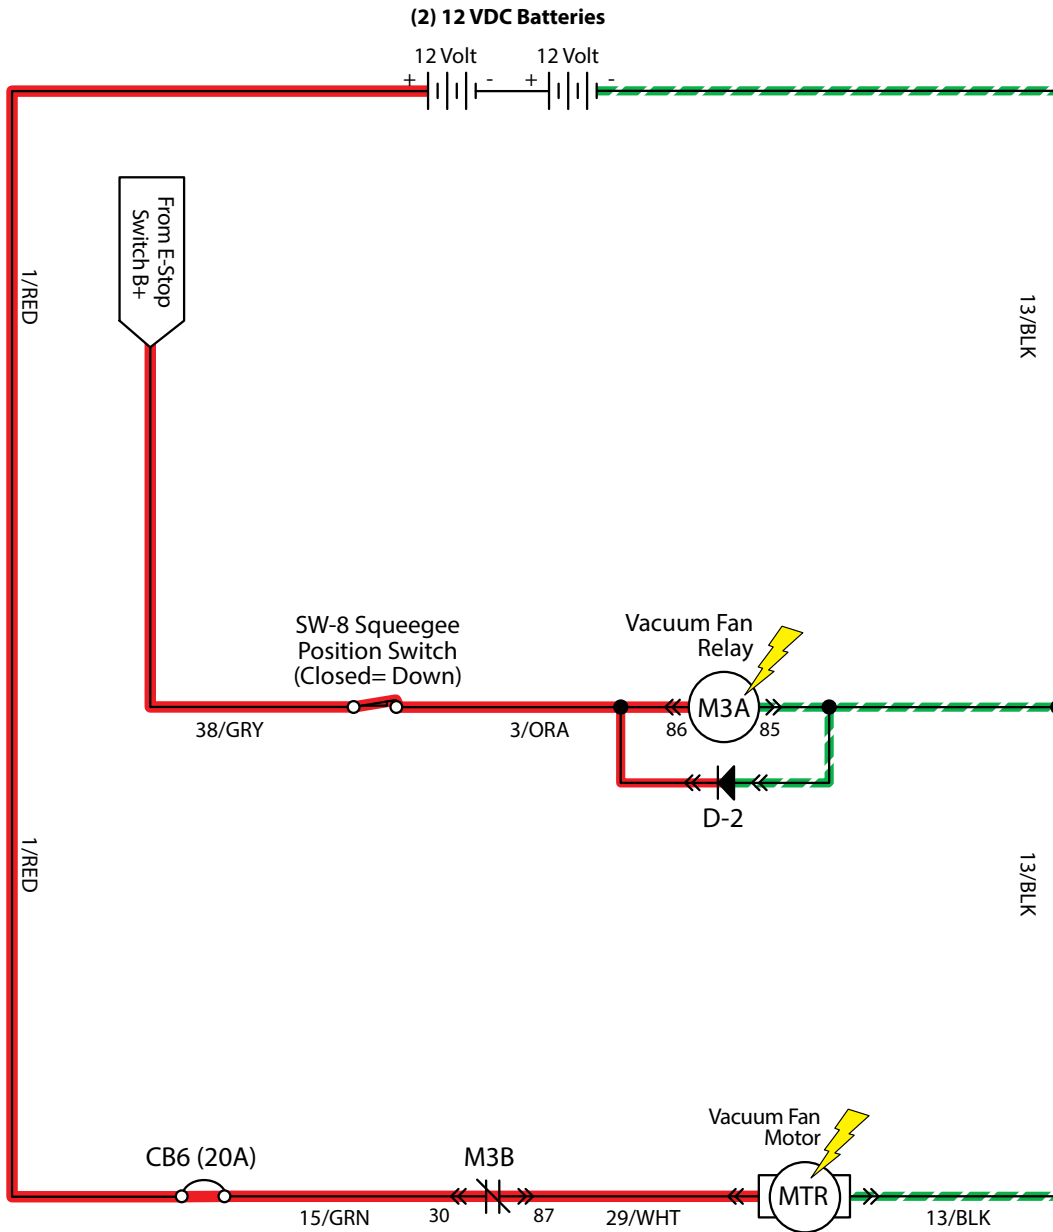 (2) 12 VDC Batteries
12 Volt
12 Volt
+
-
+
-
From E-Stop
Switch B+
1/RED
13/BLK
SW-8 Squeegee
Position Switch
(Closed= Down)
Vacuum Fan
Relay
M3A
38/GRY
3/ORA
86
85
D-2
1/RED
13/BLK
Vacuum Fan
Motor
CB6 (20A)
M3B
MTR
15/GRN
30
87
29/WHT
13/BLK